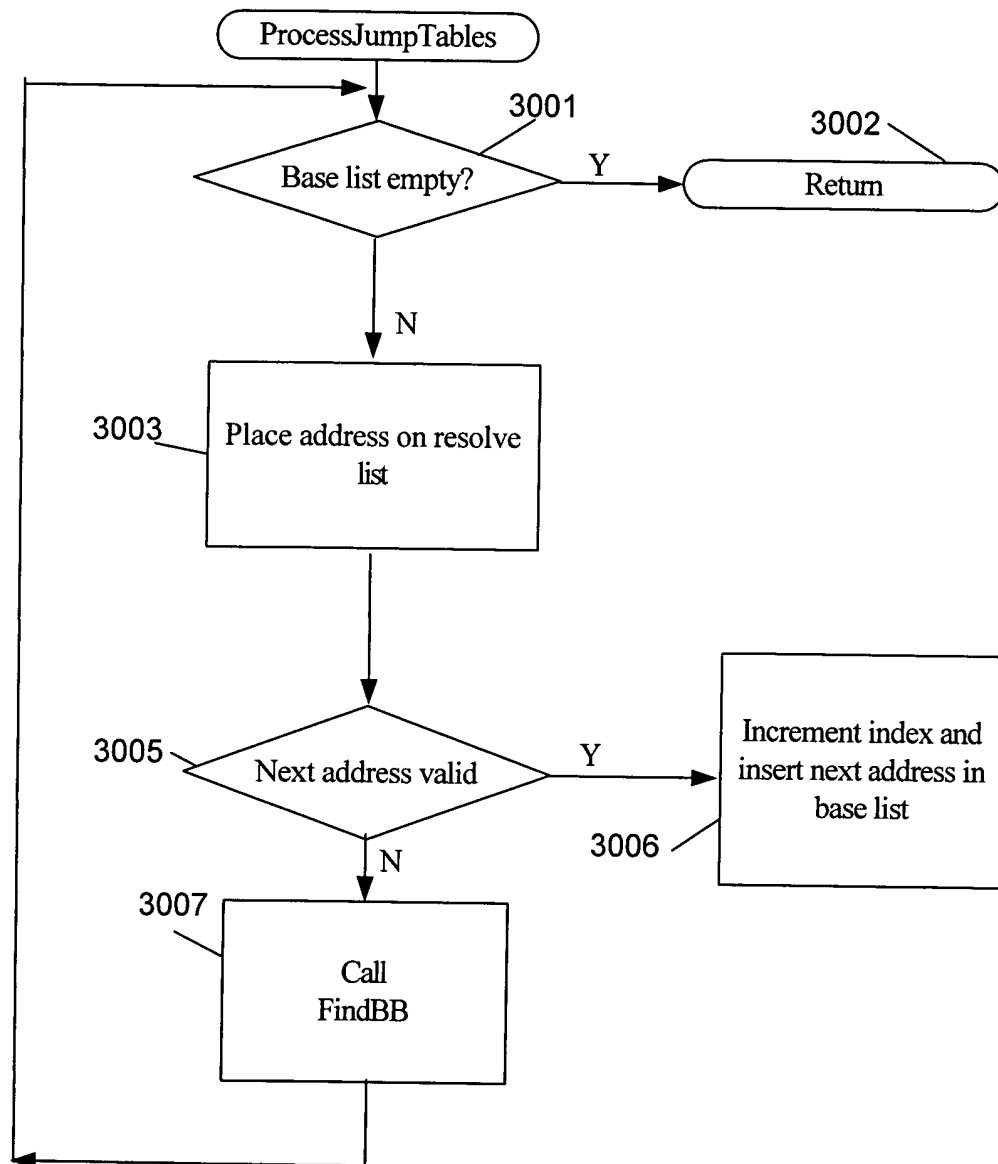 ProcessJumpTables
3001
3002
Base list empty?
Y
Return
N
3003
Place address on resolve
list
3005
Next address valid
Y
Increment index and
insert next address in
base list
3006
N
3007
Call
FindBB